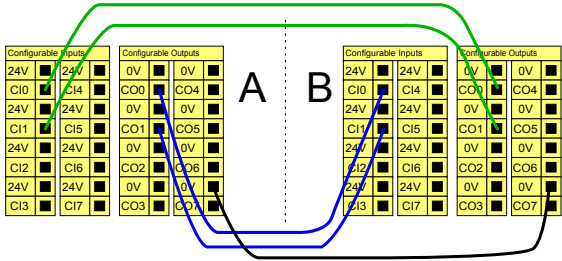 Configurable Inputs Configurable Outputs Configurable Inputs Configurable Outputs
24V 24V 0V 0V 24V 24V 0V 0V
CI0 CI4 CO0 CO4 A B CI0 CI4 CO0 CO4
24V 24V 0V 0V 24V 24V 0V 0V
CI1 CI5 CO1 CO5 CI1 CI5 CO1 CO5
24V 24V 0V 0V 24V 24V 0V 0V
CI2 CI6 CO2 CO6 CI2 CI6 CO2 CO6
24V 24V 0V 0V 24V 24V 0V 0V
CI3 CI7 CO3 CO7 CI3 CI7 CO3 CO7